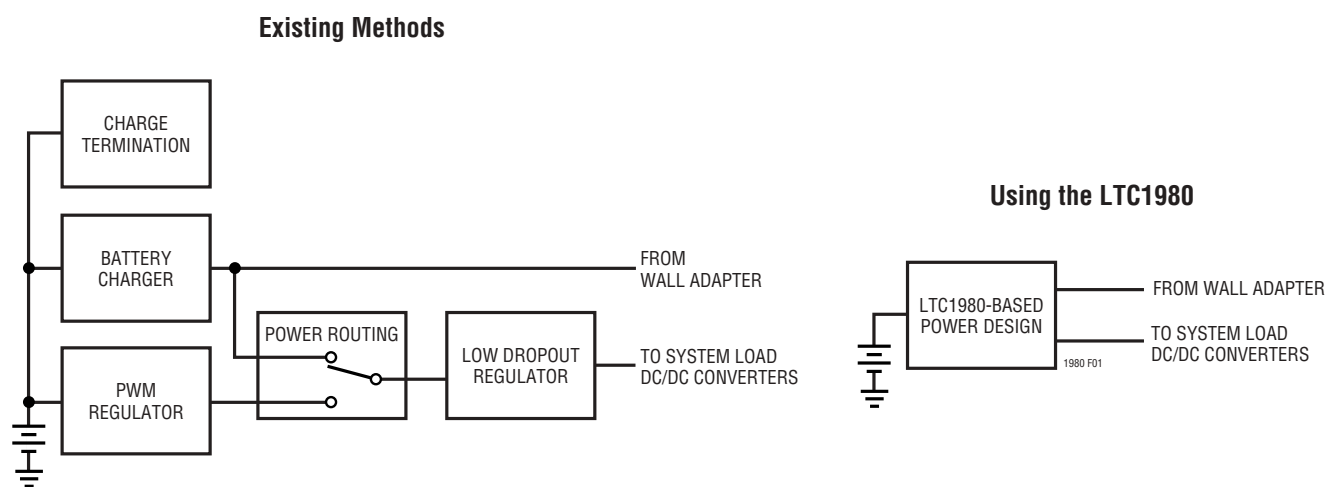 Existing Methods
CHARGE
TERMINATION
BATTERY
CHARGER
FROM
WALL ADAPTER
POWER ROUTING
LOW DROPOUT
REGULATOR
TO SYSTEM LOAD
DC/DC CONVERTERS
PWM
REGULATOR
Using the LTC1980
LTC1980-BASED
POWER DESIGN
FROM WALL ADAPTER
TO SYSTEM LOAD
DC/DC CONVERTERS
1980 F01